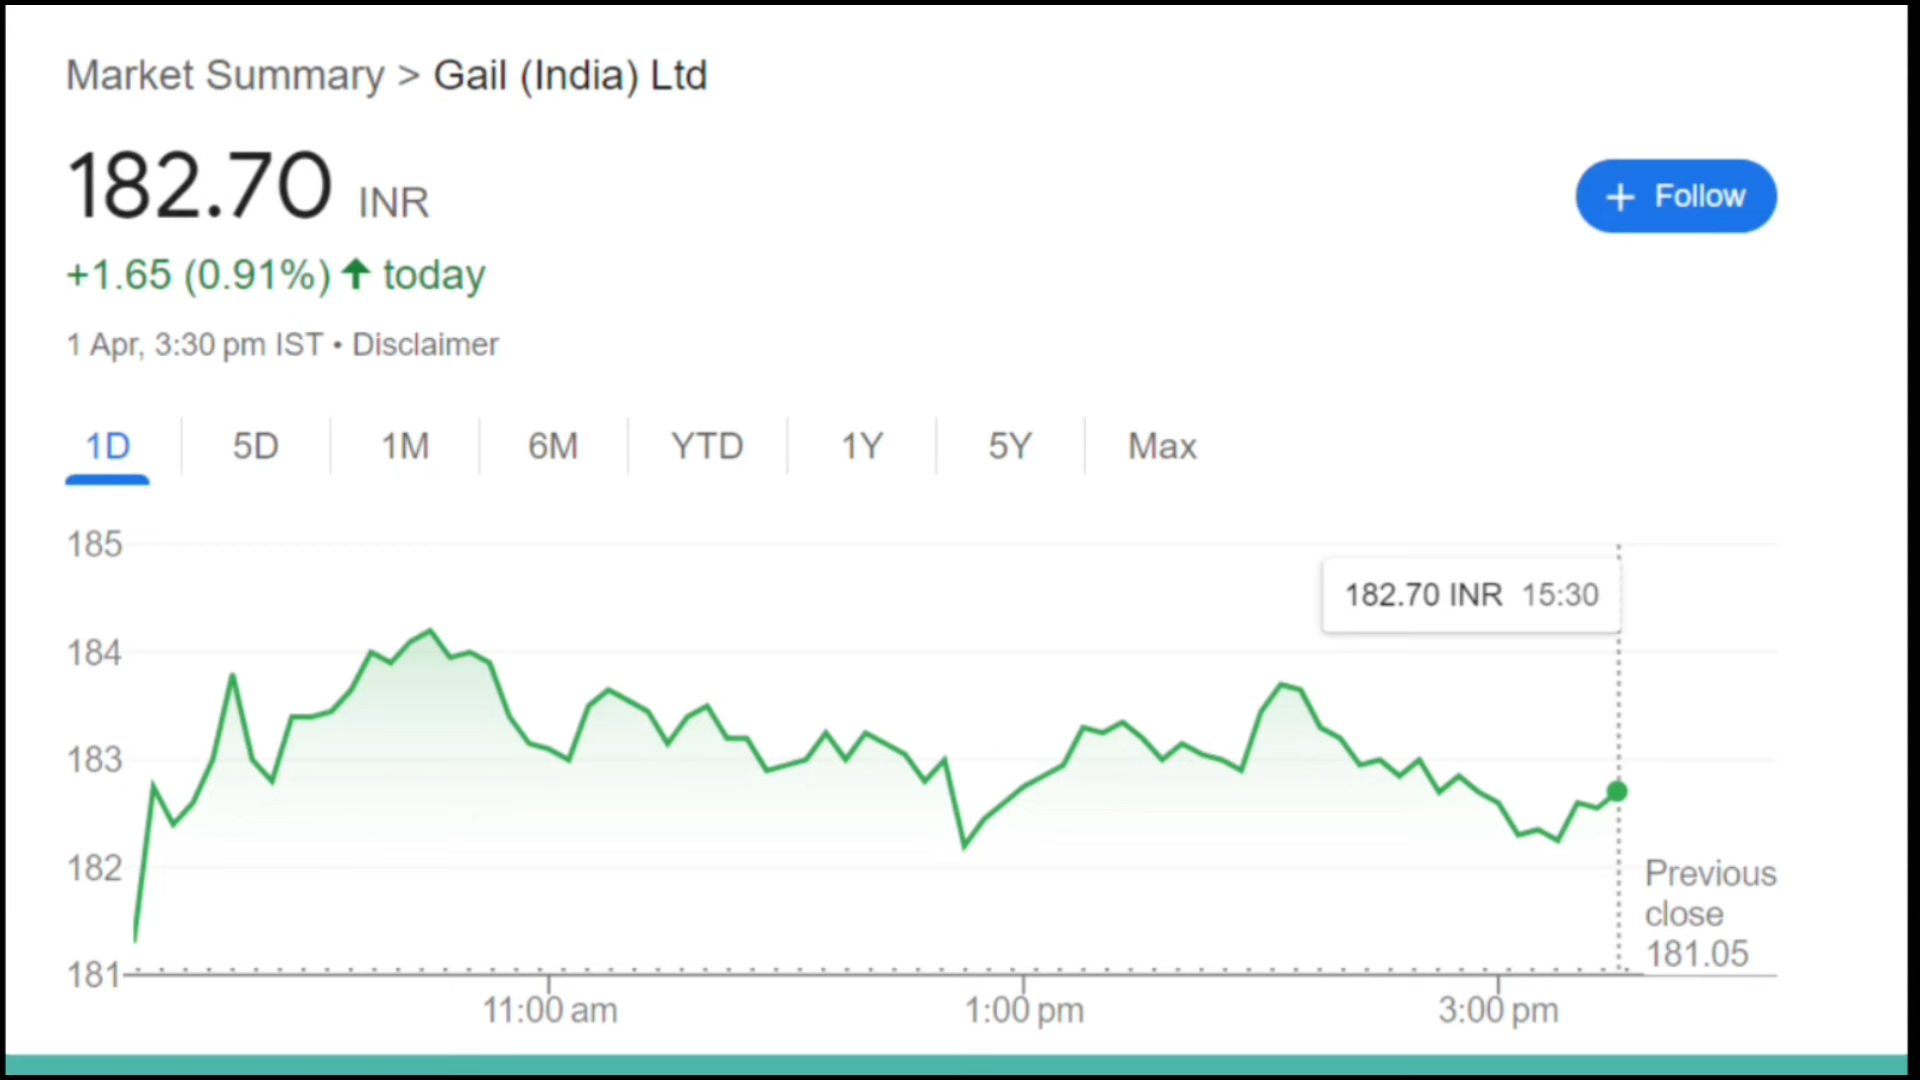 Market Summary > Gail (India) Ltd
182.70 INR
+ Follow
+1.65 (0.91%) ↑ today
1 Apr, 3:30 pm IST • Disclaimer
1D 5D 1M 6M YTD 1Y 5Y Max
185
182.70 INR 15:30
184
183
182
Previous
close
181.05
181
11:00 am 1:00 pm 3:00 pm